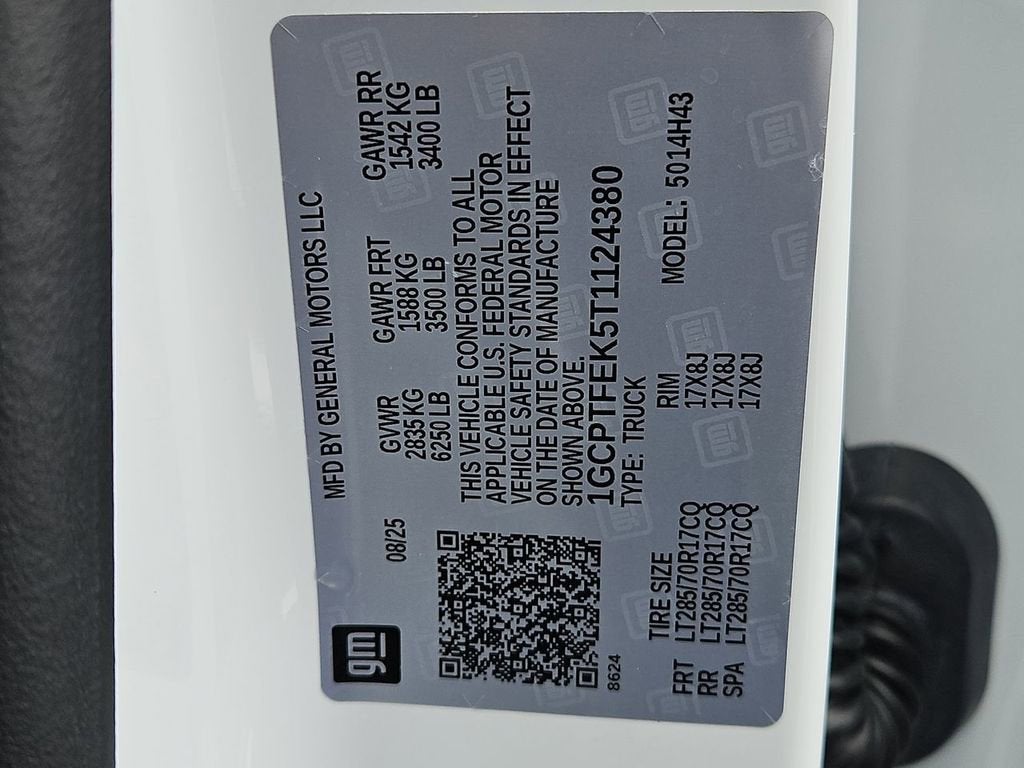 gm
MFD BY GENERAL MOTORS LLC
08/25
GVWR GAWR FRT GAWR RR
2835 KG 1588 KG 1542 KG
6250 LB 3500 LB 3400 LB
THIS VEHICLE CONFORMS TO ALL
APPLICABLE U.S. FEDERAL MOTOR
VEHICLE SAFETY STANDARDS IN EFFECT
ON THE DATE OF MANUFACTURE
SHOWN ABOVE.
1GCPTFEK5T1124380
8624
TYPE: TRUCK
TIRE SIZE RIM MODEL: 5014H43
FRT LT285/70R17CQ 17X8J
RR LT285/70R17CQ 17X8J
SPA LT285/70R17CQ 17X8J